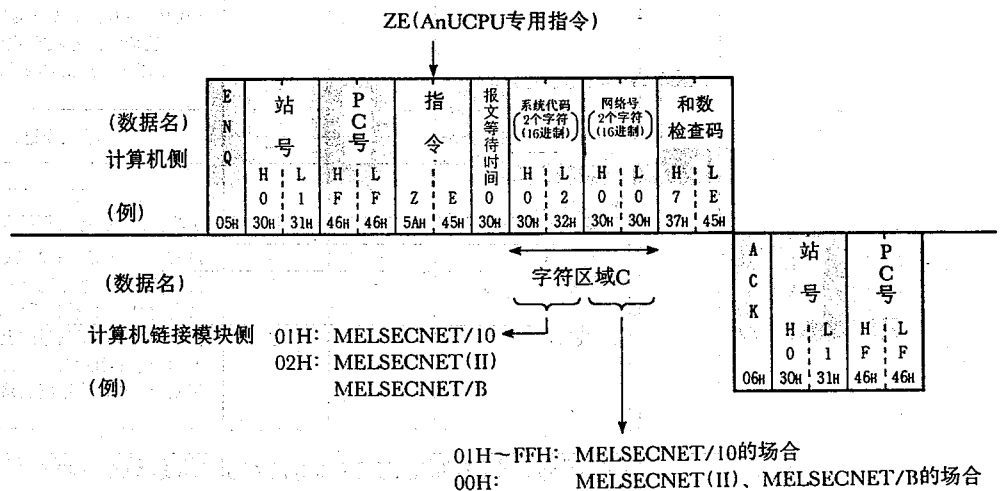 ZE(AnUCPU专用指令)
(数据名)
计算机侧
(例)
ENQ
05H
站号
H L
0 1
30H 31H
PC号
H L
F F
46H 46H
指令
Z E
5AH 45H
报文等待时间
0
30H
系统代码
(2个字符)
(16进制)
H L
0 2
30H 32H
网络号
(2个字符)
(16进制)
H L
0 0
30H 30H
和数
检查码
H L
7 E
37H 45H
字符区域C
(数据名)
计算机链接模块侧
(例)
01H: MELSECNET/10
02H: MELSECNET(II)
MELSECNET/B
ACK
06H
站号
H L
0 1
30H 31H
PC号
H L
F F
46H 46H
01H~FFH: MELSECNET/10的场合
00H: MELSECNET(II)、MELSECNET/B的场合